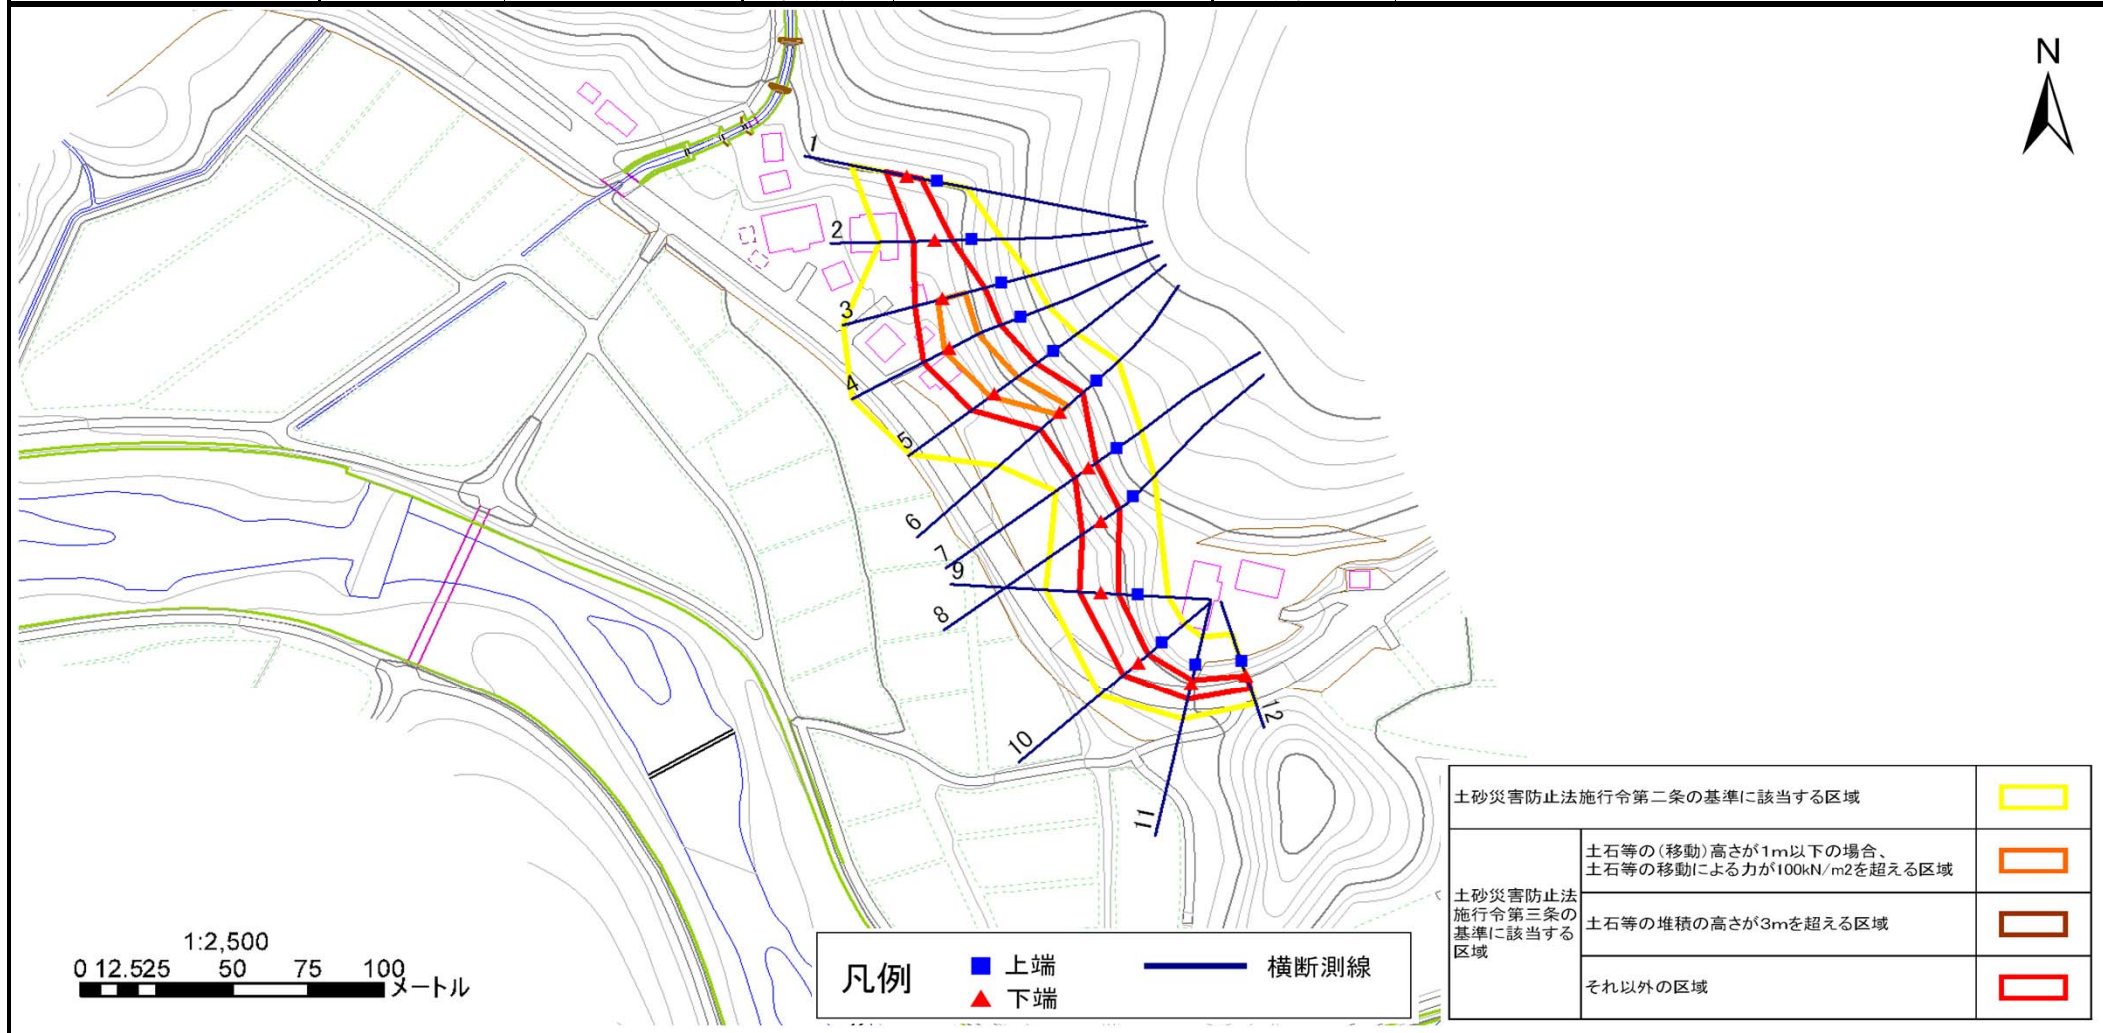 N
1
2
3
4
5
6
7
9
8
10
11
12
1:2,500
0 12.525 50 75 100
メートル
凡例
上端
下端
横断測線
土砂災害防止法施行令第二条の基準に該当する区域
土砂災害防止法
施行令第三条の
基準に該当する
区域
土石等の(移動)高さが1m以下の場合、
土石等の移動による力が100kN/m2を超える区域
土石等の堆積の高さが3mを超える区域
それ以外の区域